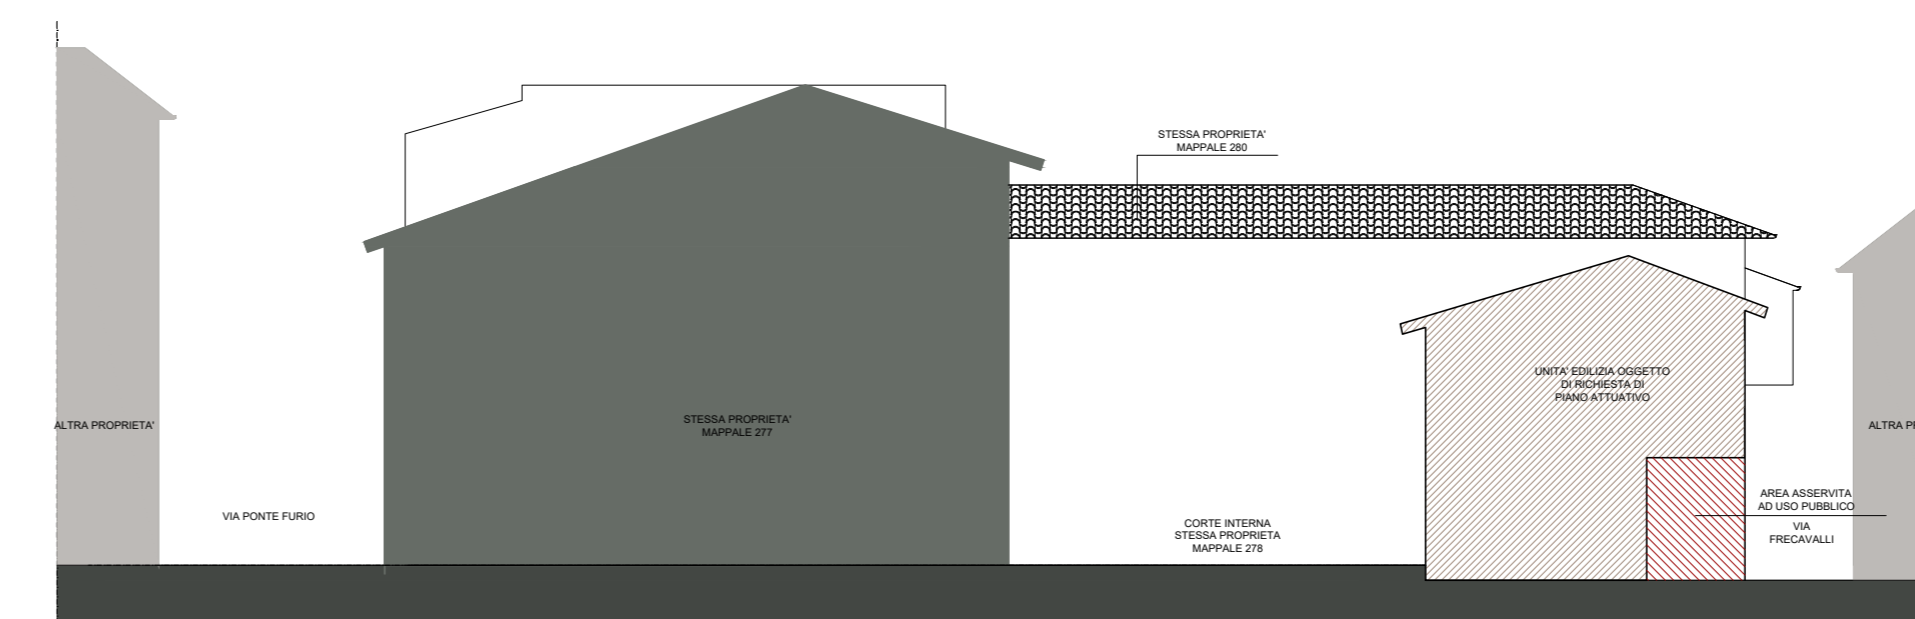 STESSA PROPRIETA'
MAPPALE 280
UNITA' EDILIZIA OGGETTO
DI RICHIESTA DI
PIANO ATTUATIVO
ALTRA PROPRIETA'
STESSA PROPRIETA'
MAPPALE 277
ALTRA P
VIA PONTE FURIO
CORTE INTERNA
STESSA PROPRIETA
MAPPALE 278
AREA ASSERVITA
AD USO PUBBLICO
VIA
FRECAVALLI